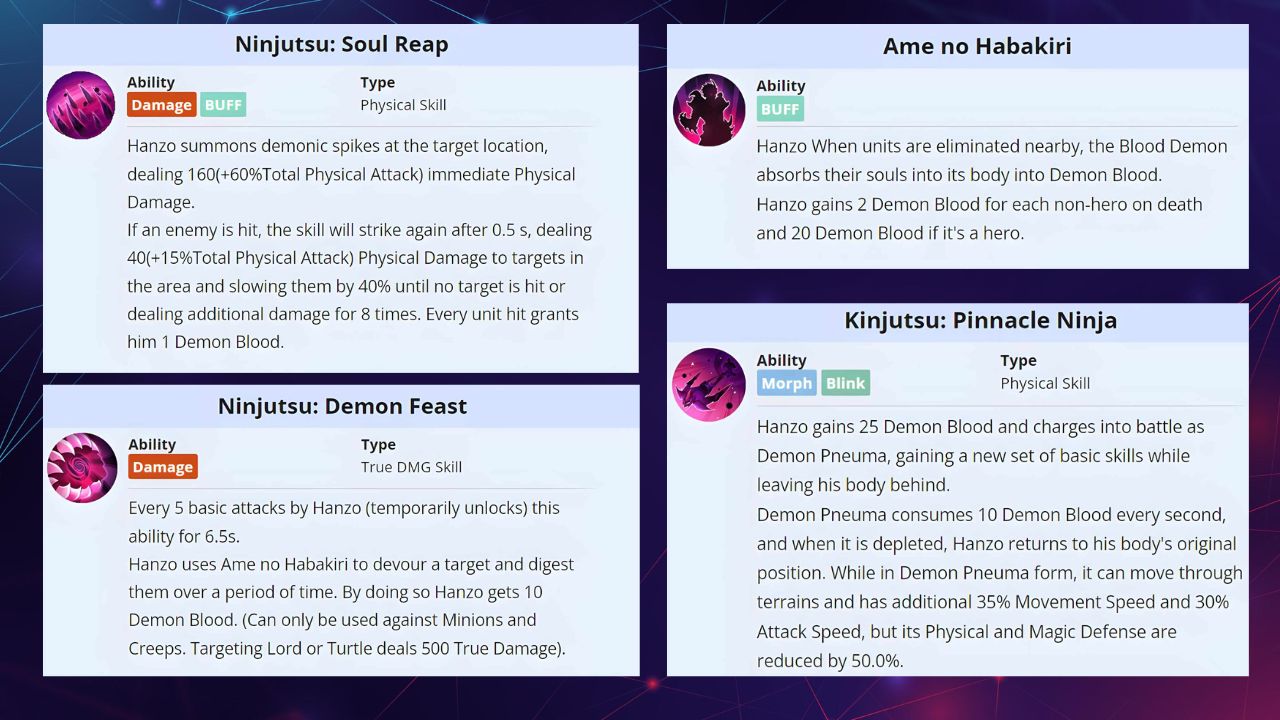 Ninjutsu: Soul Reap
Ability
Type
Damage BUFF
Physical Skill
Hanzo summons demonic spikes at the target location,
dealing 160(+60%Total Physical Attack) immediate Physical
Damage.
If an enemy is hit, the skill will strike again after 0.5 s, dealing
40(+15%Total Physical Attack) Physical Damage to targets in
the area and slowing them by 40% until no target is hit or
dealing additional damage for 8 times. Every unit hit grants
him 1 Demon Blood.
Ninjutsu: Demon Feast
Ability
Type
Damage
True DMG Skill
Every 5 basic attacks by Hanzo (temporarily unlocks) this
ability for 6.5s.
Hanzo uses Ame no Habakiri to devour a target and digest
them over a period of time. By doing so Hanzo gets 10
Demon Blood. (Can only be used against Minions and
Creeps. Targeting Lord or Turtle deals 500 True Damage).
Ame no Habakiri
Ability
BUFF
Hanzo When units are eliminated nearby, the Blood Demon
absorbs their souls into its body into Demon Blood.
Hanzo gains 2 Demon Blood for each non-hero on death
and 20 Demon Blood if it's a hero.
Kinjutsu: Pinnacle Ninja
Ability
Type
Morph Blink
Physical Skill
Hanzo gains 25 Demon Blood and charges into battle as
Demon Pneuma, gaining a new set of basic skills while
leaving his body behind.
Demon Pneuma consumes 10 Demon Blood every second,
and when it is depleted, Hanzo returns to his body's original
position. While in Demon Pneuma form, it can move through
terrains and has additional 35% Movement Speed and 30%
Attack Speed, but its Physical and Magic Defense are
reduced by 50.0%.